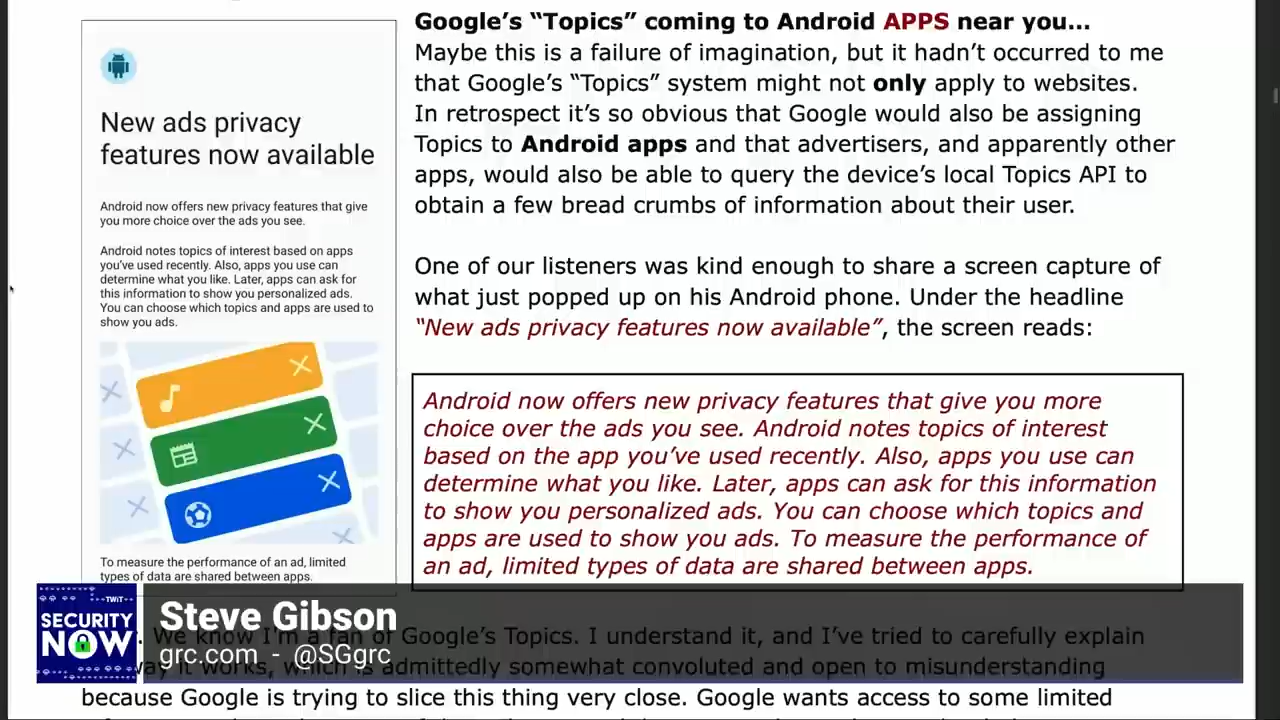 Google’s “Topics” coming to Android APPS near you...
Maybe this is a failure of imagination, but it hadn’t occurred to me
that Google’s “Topics” system might not only apply to websites.
In retrospect it’s so obvious that Google would also be assigning
Topics to Android apps and that advertisers, and apparently other
apps, would also be able to query the device’s local Topics API to
obtain a few bread crumbs of information about their user.
One of our listeners was kind enough to share a screen capture of
what just popped up on his Android phone. Under the headline
“New ads privacy features now available”, the screen reads:
Android now offers new privacy features that give you more
choice over the ads you see. Android notes topics of interest
based on the app you’ve used recently. Also, apps you use can
determine what you like. Later, apps can ask for this information
to show you personalized ads. You can choose which topics and
apps are used to show you ads. To measure the performance of
an ad, limited types of data are shared between apps.
New ads privacy
features now available
Android now offers new privacy features that give
you more choice over the ads you see.
Android notes topics of interest based on apps
you’ve used recently. Also, apps you use can
determine what you like. Later, apps can ask for
this information to show you personalized ads.
You can choose which topics and apps are used to
show you ads.
To measure the performance of an ad, limited
types of data are shared between apps.
We know I’m a fan of Google’s Topics. I understand it, and I’ve tried to carefully explain
works, which is admittedly somewhat convoluted and open to misunderstanding
because Google is trying to slice this thing very close. Google wants access to some limited
TWiT
SECURITY
NOW
Steve Gibson
grc.com - @SGgrc